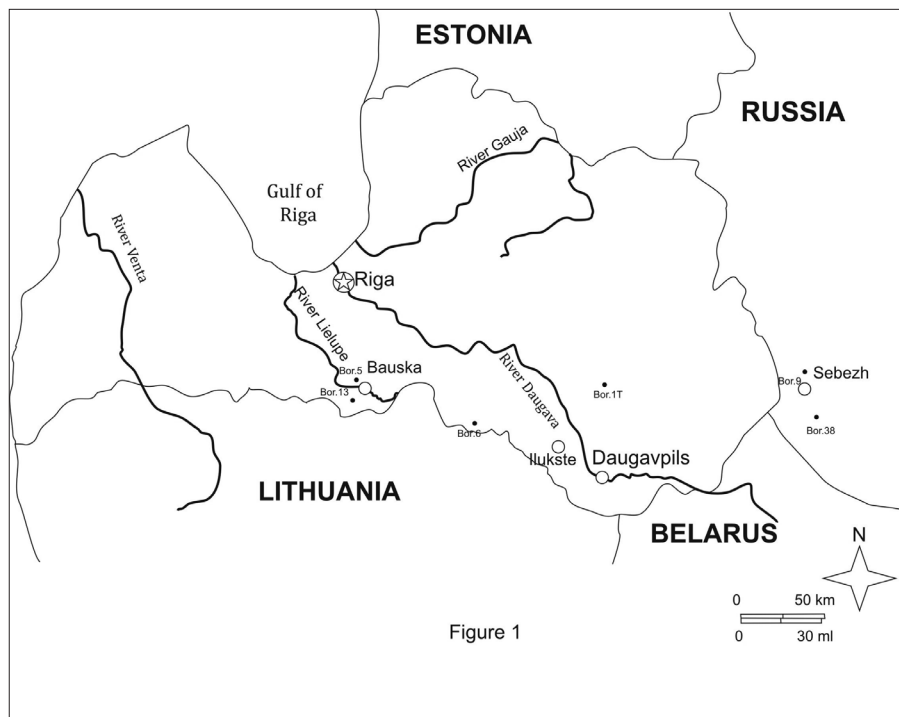 ESTONIA
RUSSIA
River Gauja
Gulf of
Riga
River Venta
Riga
River Lielupe
Bor.5
Bauska
Bor.13
River Daugava
Bor.1T
Sebezh
Bor.9
Bor.38
Bor.6
Ilukste
Daugavpils
LITHUANIA
BELARUS
N
0 50 km
0 30 ml
Figure 1